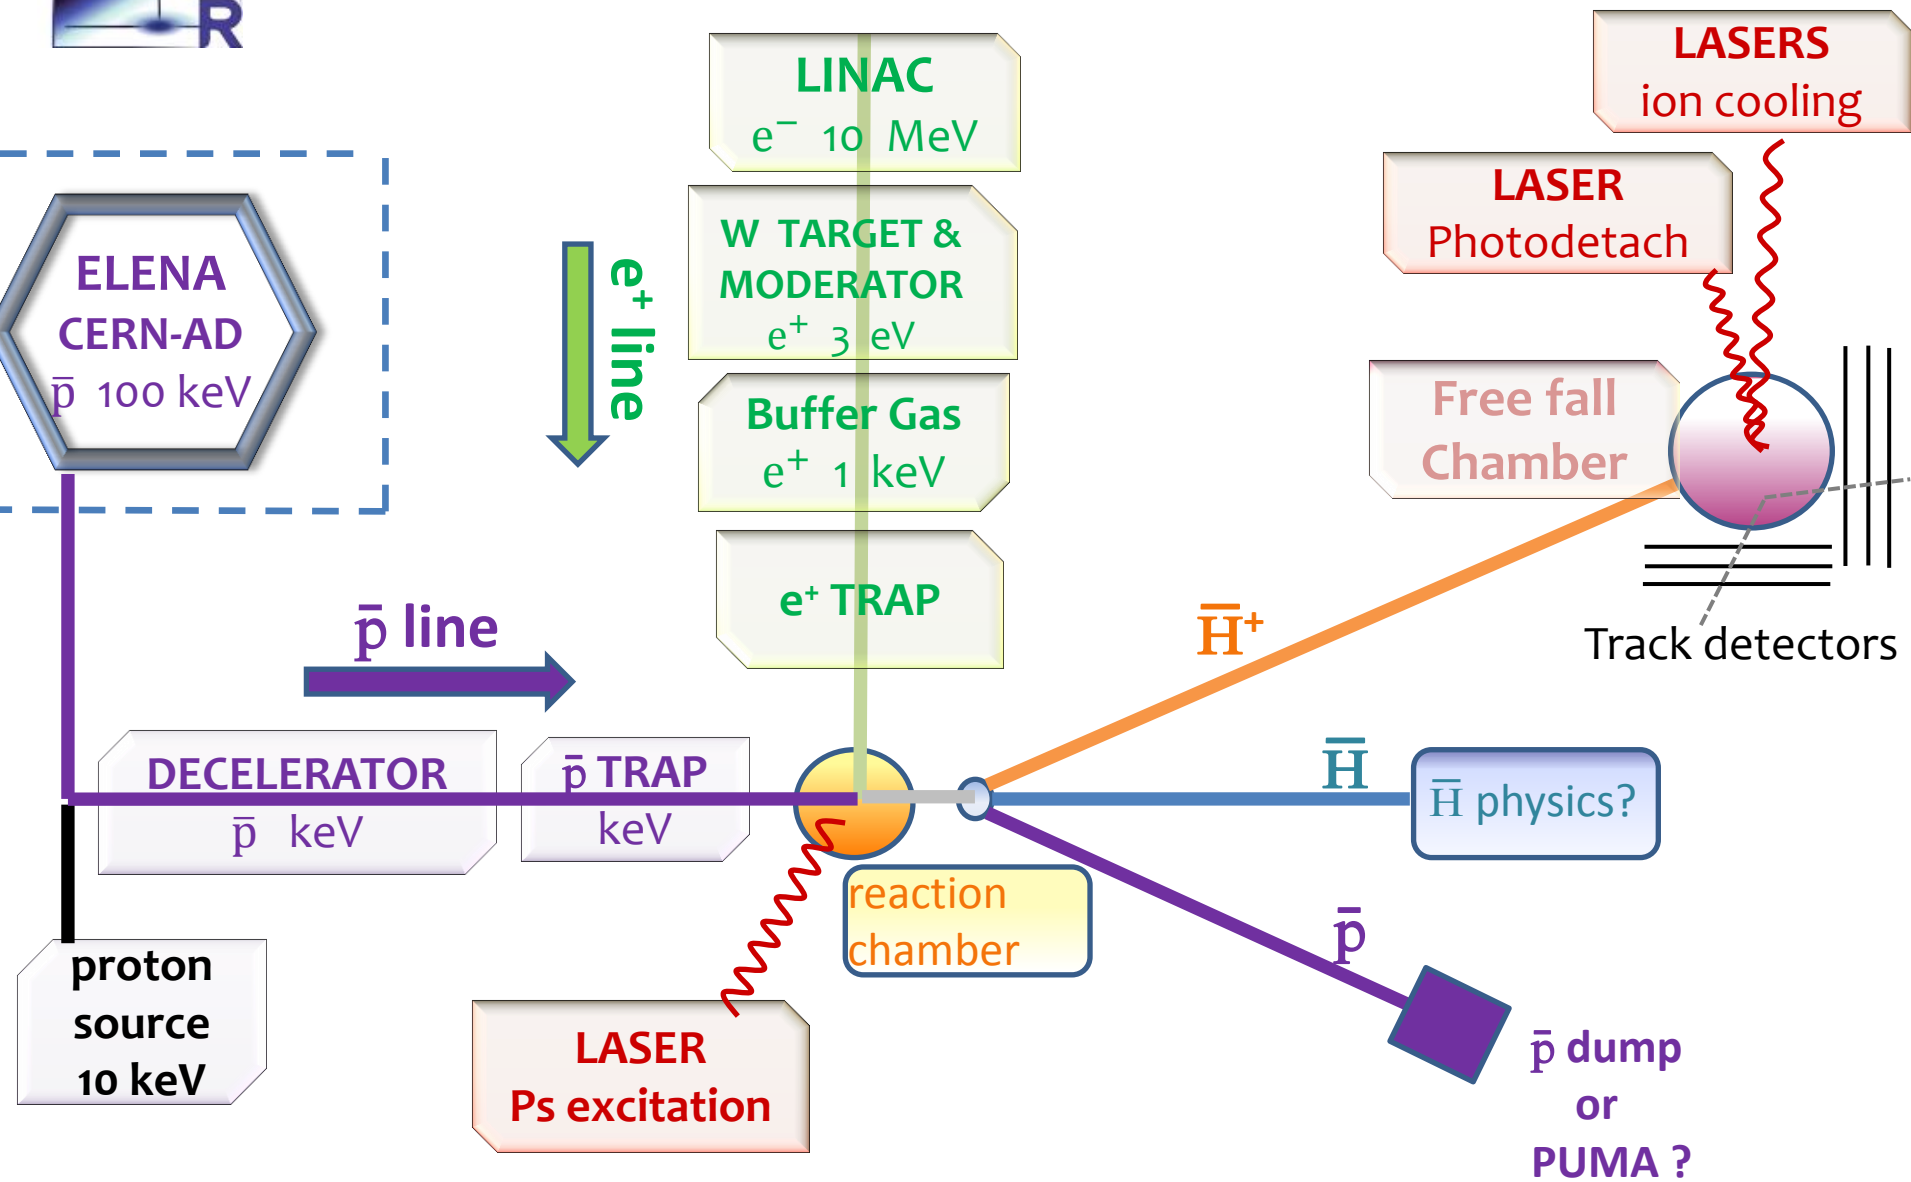 R
LINAC
e⁻ 10 MeV
LASERS
ion cooling
LASER
Photodetach
W TARGET &
MODERATOR
e⁺ 3 eV
ELENA
CERN-AD
p̄ 100 keV
e⁺ line
Buffer Gas
e⁺ 1 keV
Free fall
Chamber
e⁺ TRAP
p̄ line
H̅⁺
Track detectors
DECELERATOR
p̄ keV
p̄ TRAP
keV
H̅
H̅ physics?
reaction
chamber
p̄
proton
source
10 keV
LASER
Ps excitation
p̄ dump
or
PUMA ?